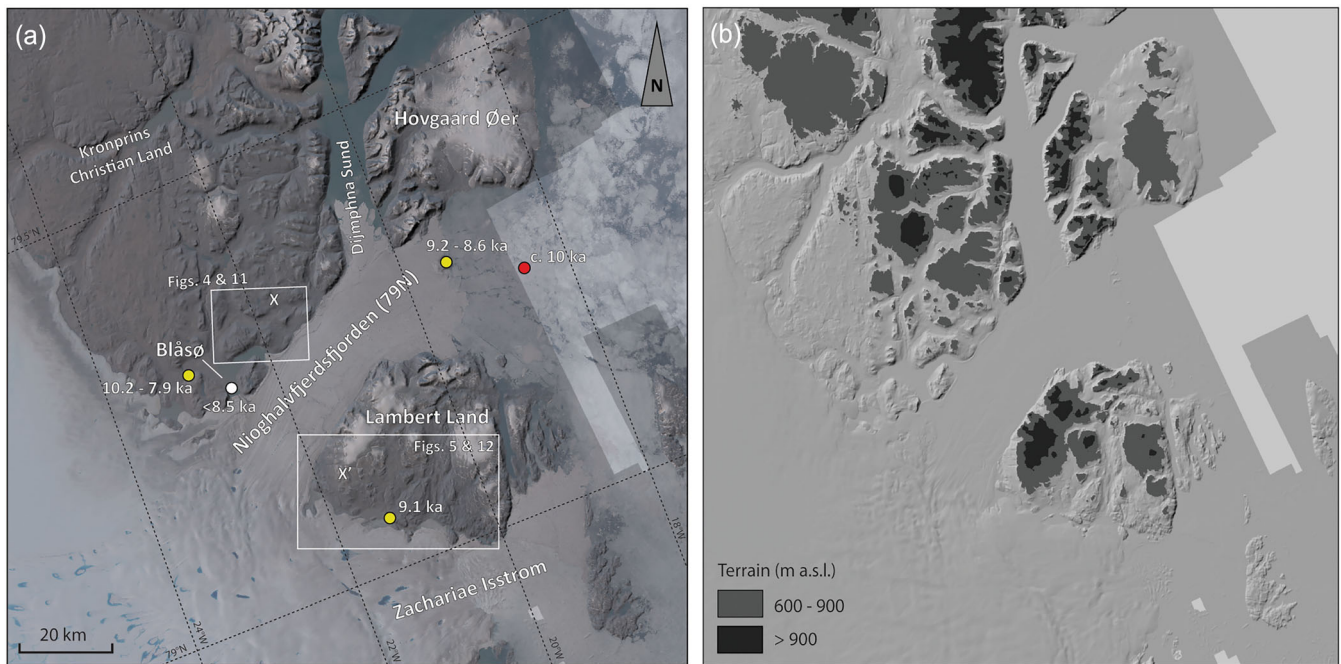 (a)
N
Hovgaard Øer
Kronprins
Christian Land
Dijmphna Sund
79.5°N
9.2 - 8.6 ka
c. 10 ka
Figs. 4 & 11
X
Nioghalvfjerdsfjorden (79N)
Blåsø
10.2 - 7.9 ka
<8.5 ka
Lambert Land
Figs. 5 & 12
X'
9.1 ka
18°W
Zachariae Isstrom
20 km
24°W
79°N
22°W
20°W
(b)
Terrain (m a.s.l.)
600 - 900
> 900